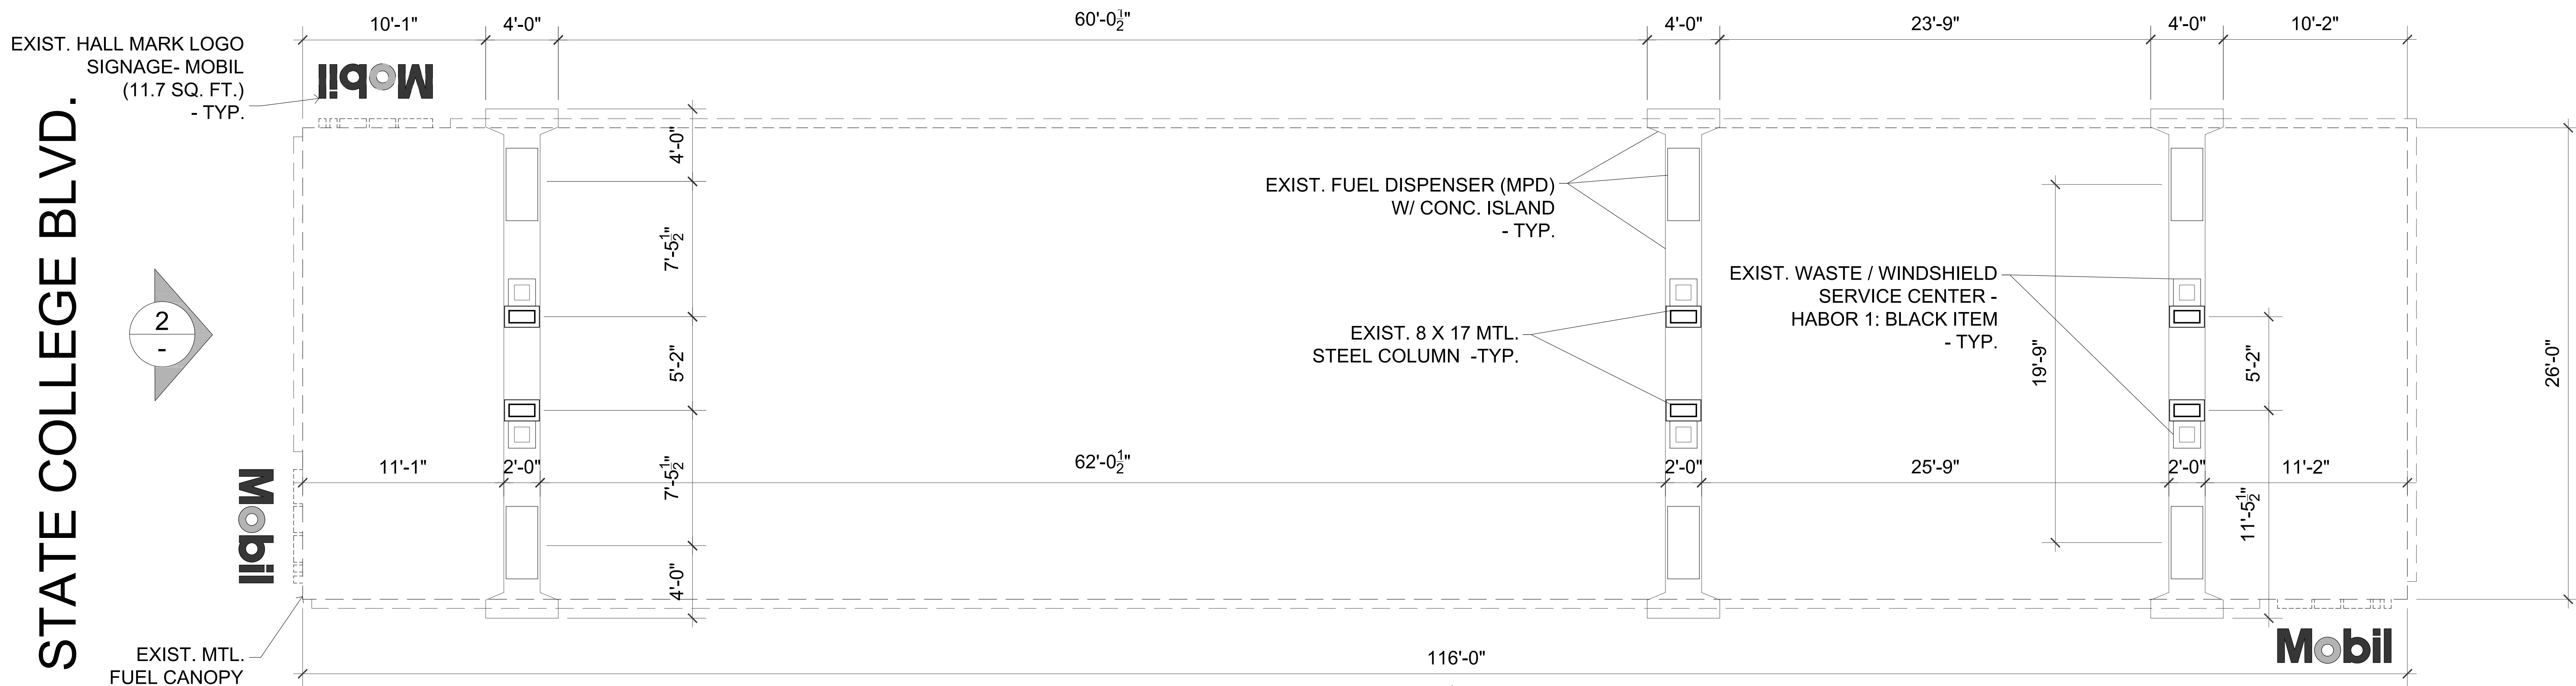 10'-1"
4'-0"
60'-0½"
4'-0"
23'-9"
4'-0"
10'-2"
EXIST. HALL MARK LOGO
SIGNAGE- MOBIL
(11.7 SQ. FT.)
- TYP.
Mobil
STATE COLLEGE BLVD.
4'-0"
7'-5½"
5'-2"
7'-5½"
4'-0"
EXIST. FUEL DISPENSER (MPD)
W/ CONC. ISLAND
- TYP.
EXIST. 8 X 17 MTL.
STEEL COLUMN -TYP.
EXIST. WASTE / WINDSHIELD
SERVICE CENTER -
HABOR 1: BLACK ITEM
- TYP.
19'-9"
5'-2"
11'-5½"
26'-0"
2
-
11'-1"
2'-0"
62'-0½"
2'-0"
25'-9"
2'-0"
11'-2"
Mobil
EXIST. MTL.
FUEL CANOPY
116'-0"
Mobil